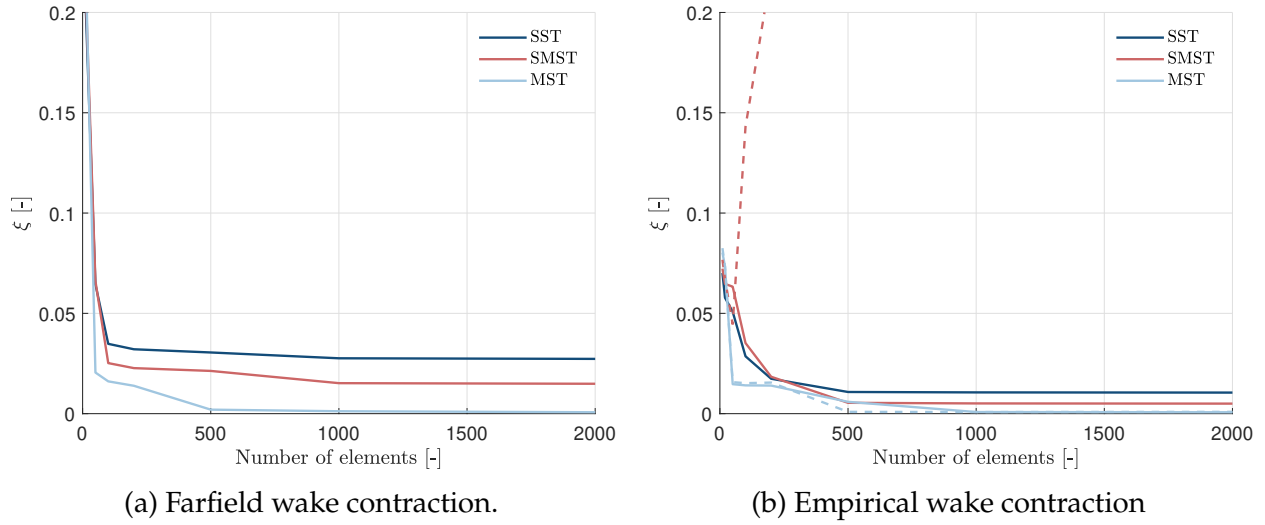 0.2
0.15
0.1
0.05
0
ξ [-]
SST
SMST
MST
0 500 1000 1500 2000
Number of elements [-]
(a) Farfield wake contraction.
0.2
0.15
0.1
0.05
0
ξ [-]
SST
SMST
MST
0 500 1000 1500 2000
Number of elements [-]
(b) Empirical wake contraction